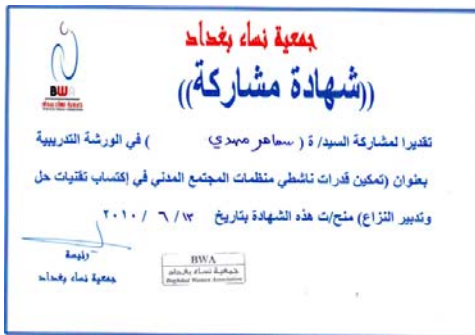 جمعية نساء بغداد
((شهادة مشاركة))
BWA
تقديرا لمشاركة السيد/ة ( مهدي ) في الورشة التدريبية
بعنوان (تمكين قدرات ناشطي منظمات المجتمع المدني في إكتساب تقنيات حل
وتدبير النزاع) منح/ت هذه الشهادة بتاريخ ١٣/ ٦ / ٢٠١٠
رئيسة
جمعية نساء بغداد
BWA
جمعية نساء بغداد
Baghdad Women Association